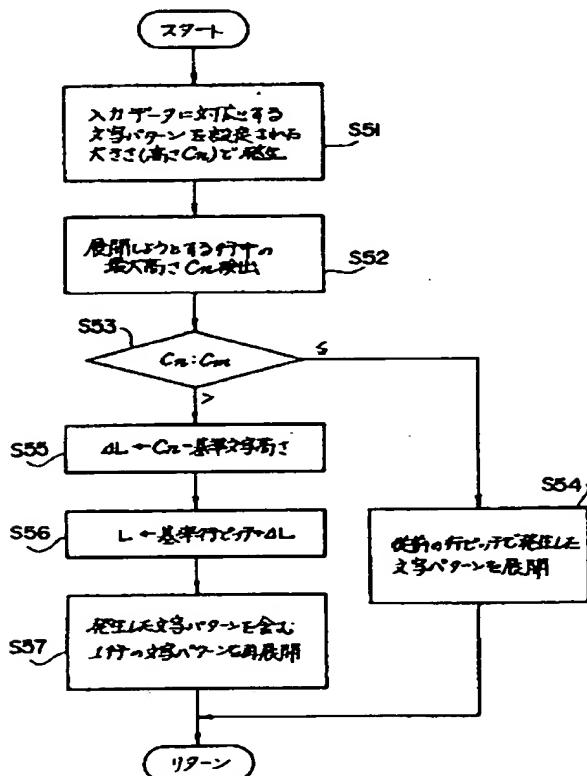 スタート
入力データに対応する
文字パターンを設定された
大きさ(高さCn)で発生
S51
展開しようとする行中の
最大高さCm検出
S52
S53
Cn:Cm
≦
>
S55
ΔL←Cn-基準文字高さ
S54
S56
L←基準行ピッチ+ΔL
従前の行ピッチで発生した
文字パターンを展開
S57
発生した文字パターンを含む
1行の文字パターンを再展開
リターン